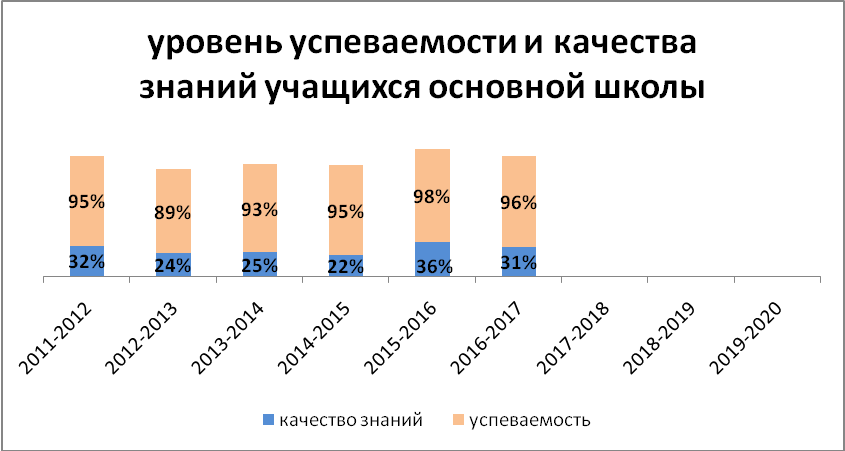 уровень успеваемости и качества
знаний учащихся основной школы
95% 89% 93% 95% 98% 96%
32% 24% 25% 22% 36% 31%
2011-2012 2012-2013 2013-2014 2014-2015 2015-2016 2016-2017 2017-2018 2018-2019 2019-2020
качество знаний успеваемость